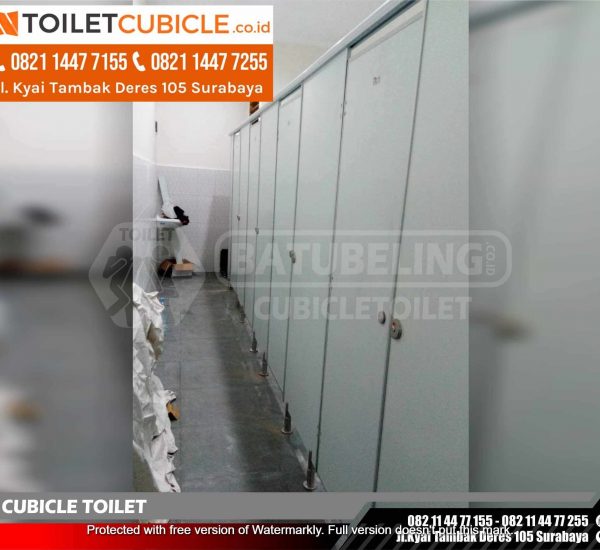 TOILETCUBICLE.co.id
0821 1447 7155 0821 1447 7255
l. Kyai Tambak Deres 105 Surabaya
TOILET
BATUBELING.co.id
CUBICLETOILET
CUBICLE TOILET
082 11 44 77 155 - 082 11 44 77 255
Jl.Kyai Tambak Deres 105 Surabaya
Protected with free version of Watermarkly. Full version doesn't put this mark.